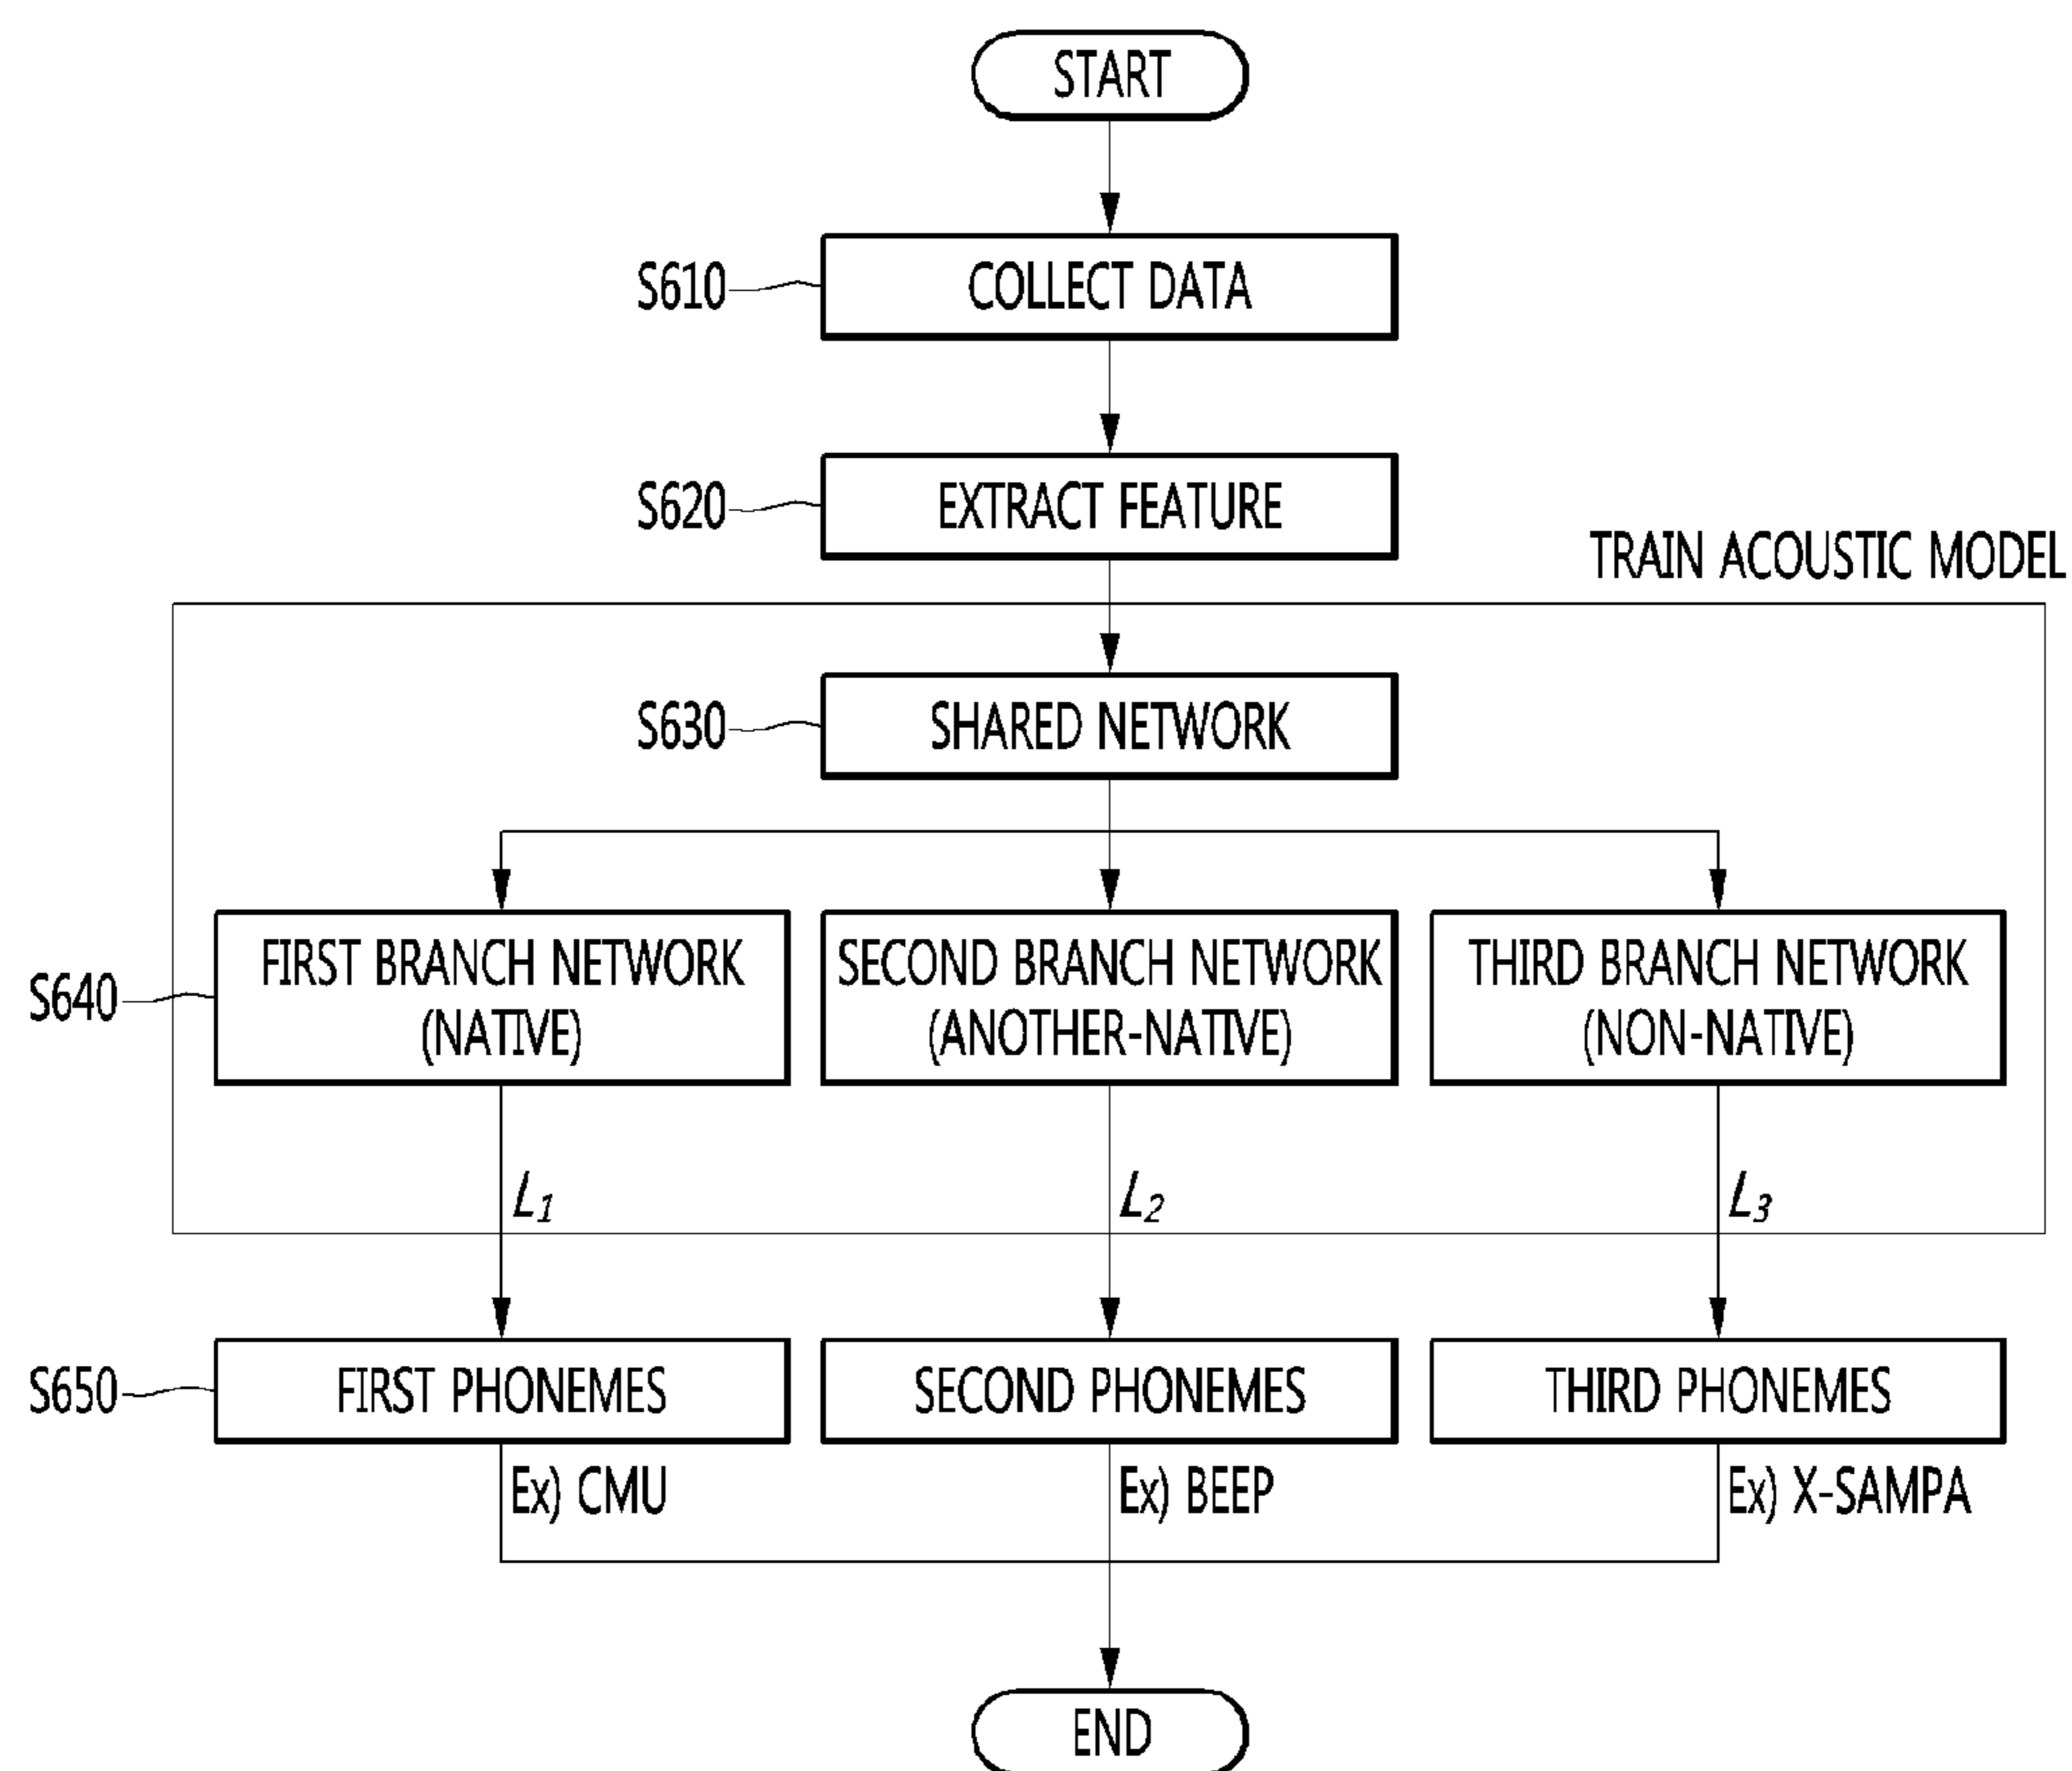 START
S610
COLLECT DATA
S620
EXTRACT FEATURE
TRAIN ACOUSTIC MODEL
S630
SHARED NETWORK
S640
FIRST BRANCH NETWORK
(NATIVE)
SECOND BRANCH NETWORK
(ANOTHER-NATIVE)
THIRD BRANCH NETWORK
(NON-NATIVE)
L1
L2
L3
S650
FIRST PHONEMES
SECOND PHONEMES
THIRD PHONEMES
Ex) CMU
Ex) BEEP
Ex) X-SAMPA
END